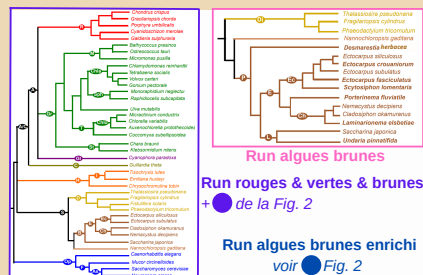 Chondrus crispus
Gracilariopsis chorda
Porphyra umbilicalis
Cyanidioschyzon merolae
Galdieria sulphuraria
Bathycoccus prasinos
Ostreococcus tauri
Micromonas pusilla
Chlamydomonas reinhardtii
Tetrabaena socialis
Volvox carteri
Gonium pectorale
Monoraphidium neglectum
Raphidocelis subcapitata
Ulva mutabilis
Micractinium conductrix
Chlorella variabilis
Auxenochlorella protothecoides
Coccomyxa subellipsoidea
Chara braunii
Klebsormidium nitens
Cyanophora paradoxa
Guillardia theta
Tisochrysis lutea
Emiliania huxleyi
Chrysochromulina tobin
Thalassiosira pseudonana
Fragilariopsis cylindrus
Fistulifera solaris
Phaeodactylum tricornutum
Ectocarpus siliculosus
Ectocarpus subulatus
Cladosiphon okamuranus
Nemacystus decipiens
Saccharina japonica
Nannochloropsis gaditana
Caenorhabditis elegans
Mucor circinelloides
Saccharomyces cerevisiae
Thalassiosira pseudonana
Fragilariopsis cylindrus
Phaeodactylum tricornutum
Nannochloropsis gaditana
Desmarestia herbacea
Ectocarpus siliculosus
Ectocarpus crouaniorum
Ectocarpus subulatus
Ectocarpus fasciculatus
Scytosiphon lomentaria
Porterinema fluviatile
Nemacystus decipiens
Cladosiphon okamuranus
Laminarionema elsbetiae
Saccharina japonica
Undaria pinnatifida
Run algues brunes
Run rouges & vertes & brunes
+ de la Fig. 2
Run algues brunes enrichi
voir Fig. 2